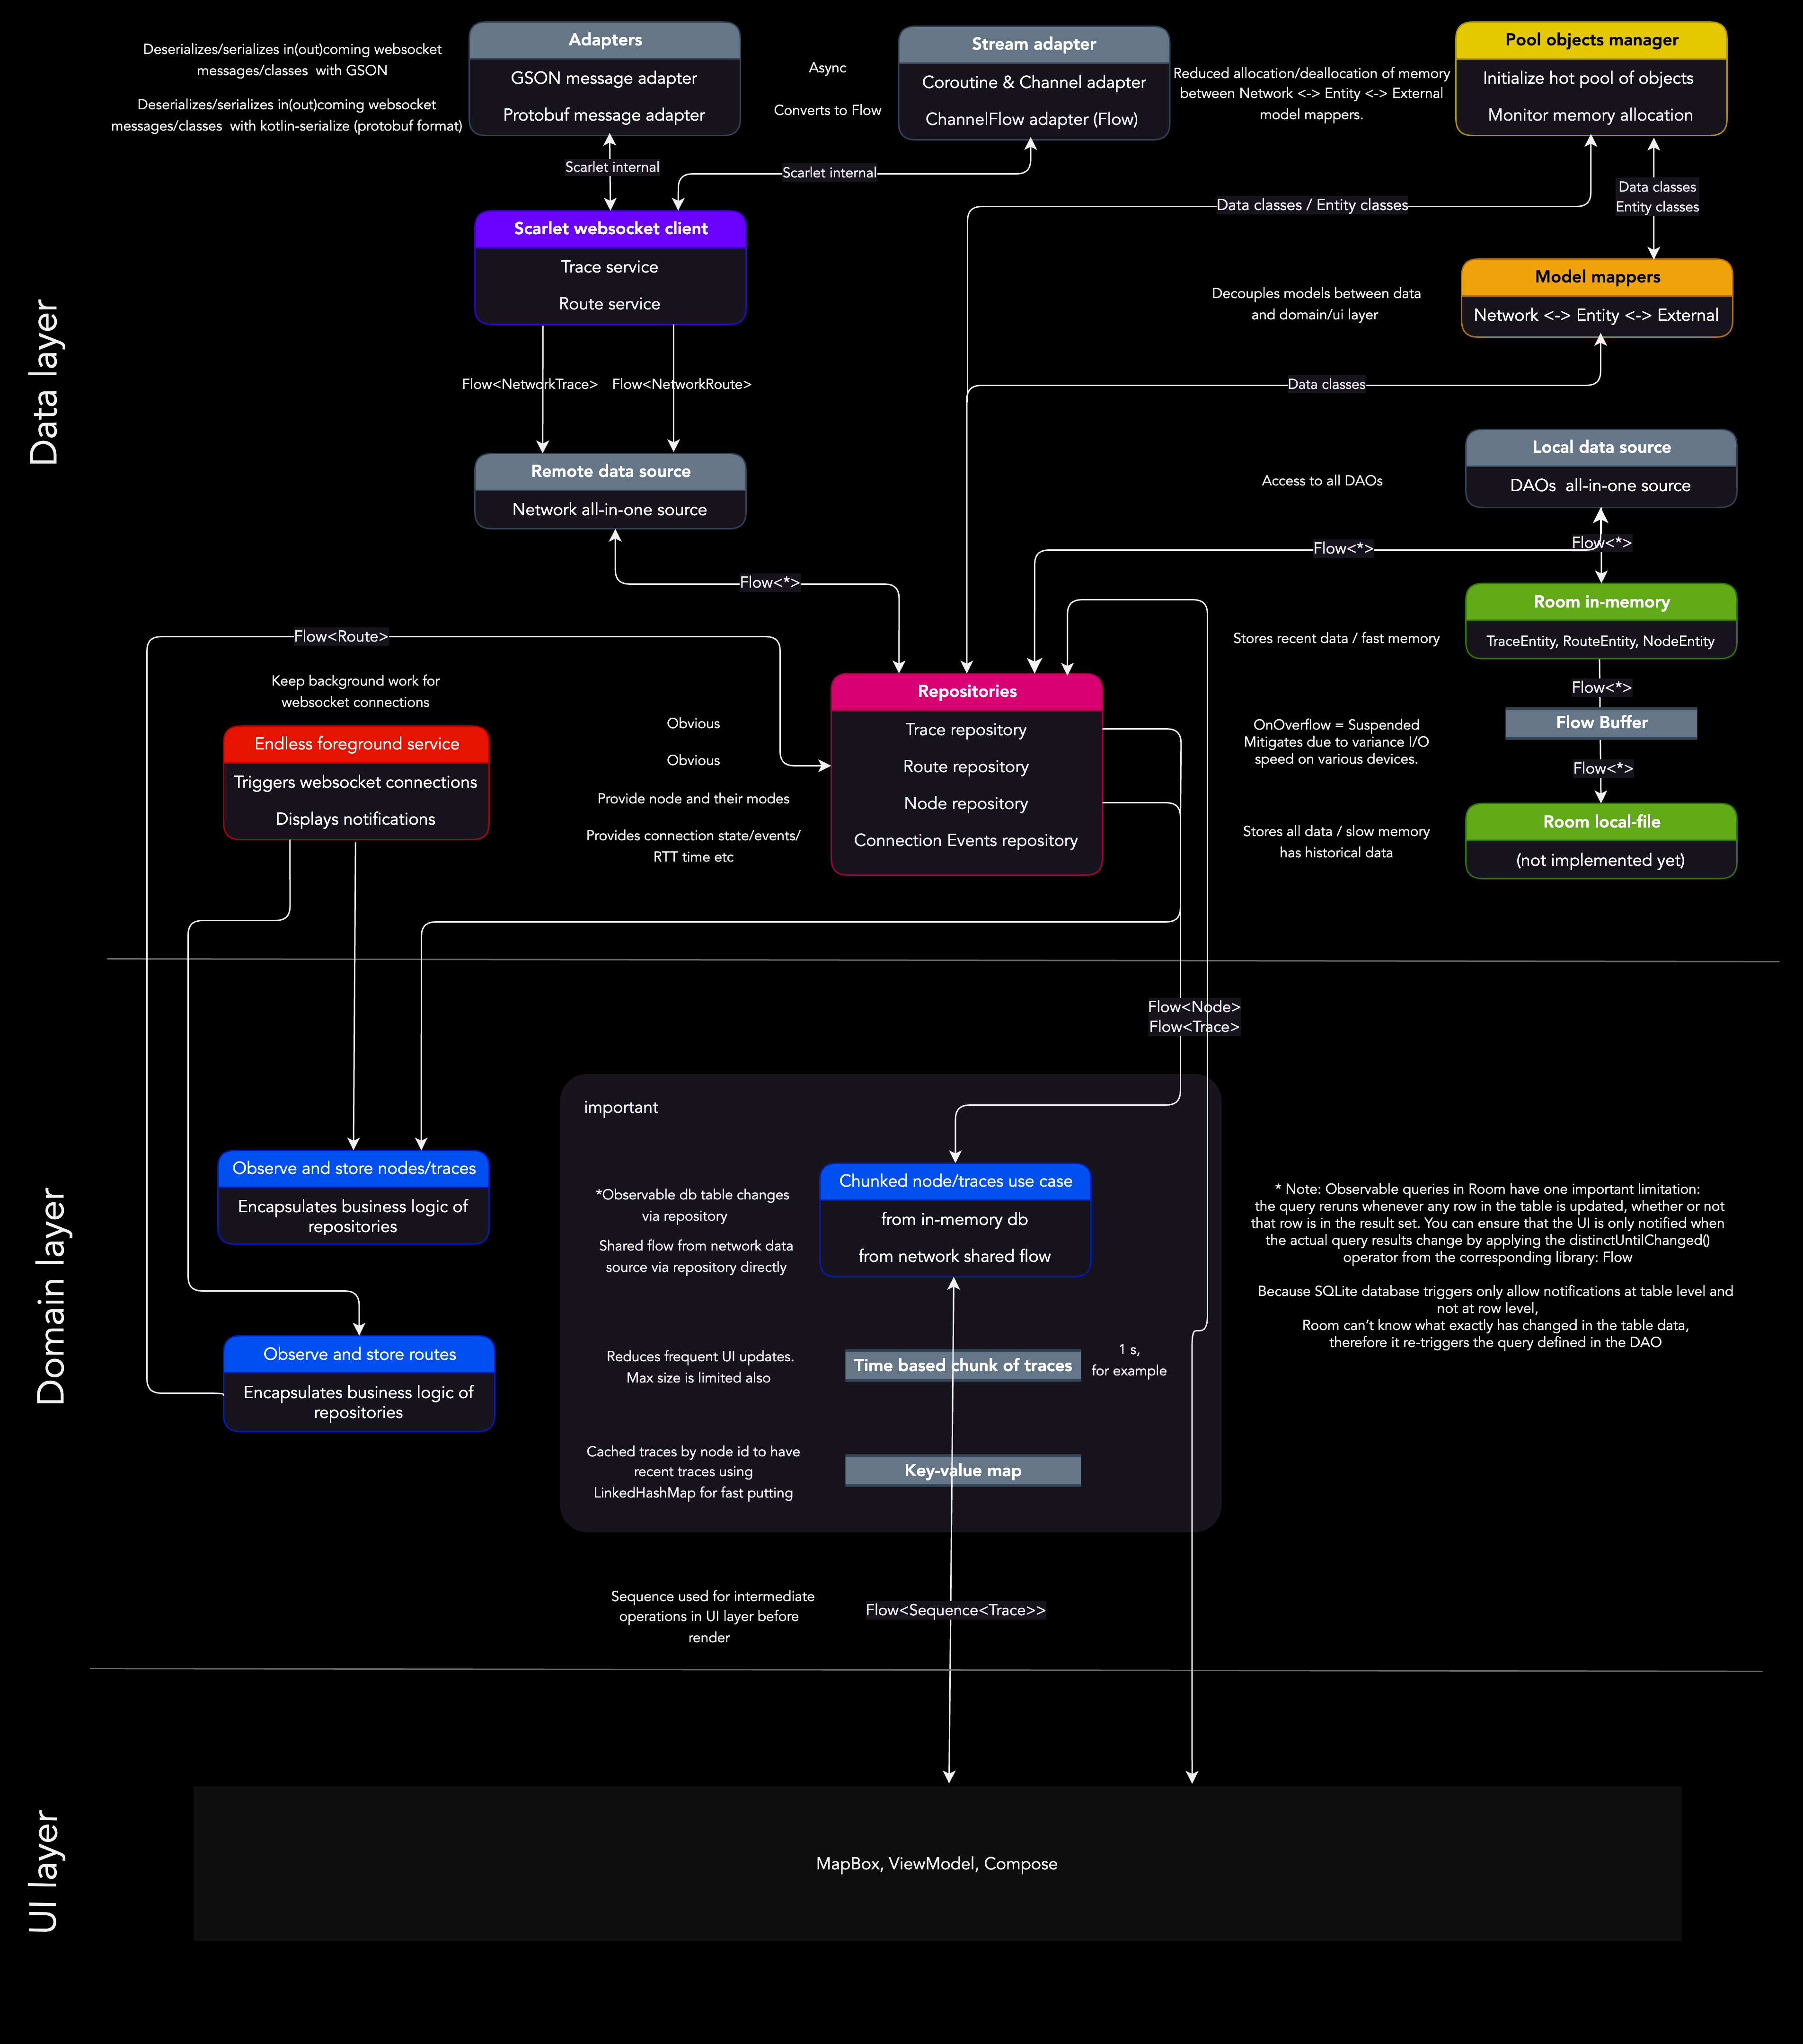 Data layer
Deserializes/serializes in(out)coming websocket
messages/classes  with GSON
Deserializes/serializes in(out)coming websocket
messages/classes  with kotlin-serialize (protobuf format)
Adapters
GSON message adapter
Protobuf message adapter
Async
Converts to Flow
Stream adapter
Coroutine & Channel adapter
ChannelFlow adapter (Flow)
Reduced allocation/deallocation of memory
between Network <-> Entity <-> External
model mappers.
Pool objects manager
Initialize hot pool of objects
Monitor memory allocation
Scarlet internal
Scarlet internal
Data classes
Entity classes
Data classes / Entity classes
Scarlet websocket client
Trace service
Route service
Decouples models between data
and domain/ui layer
Model mappers
Network <-> Entity <-> External
Flow<NetworkTrace>
Flow<NetworkRoute>
Data classes
Remote data source
Network all-in-one source
Access to all DAOs
Local data source
DAOs  all-in-one source
Flow<*>
Flow<*>
Flow<*>
Stores recent data / fast memory
Room in-memory
TraceEntity, RouteEntity, NodeEntity
Flow<Route>
Keep background work for
websocket connections
Endless foreground service
Triggers websocket connections
Displays notifications
Obvious
Obvious
Provide node and their modes
Provides connection state/events/
RTT time etc
Repositories
Trace repository
Route repository
Node repository
Connection Events repository
Flow<*>
OnOverflow = Suspended
Mitigates due to variance I/O
speed on various devices.
Flow Buffer
Flow<*>
Stores all data / slow memory
has historical data
Room local-file
(not implemented yet)
Domain layer
Flow<Node>
Flow<Trace>
important
Observe and store nodes/traces
Encapsulates business logic of
repositories
*Observable db table changes
via repository
Shared flow from network data
source via repository directly
Chunked node/traces use case
from in-memory db
from network shared flow
* Note: Observable queries in Room have one important limitation:
the query reruns whenever any row in the table is updated, whether or not
that row is in the result set. You can ensure that the UI is only notified when
the actual query results change by applying the distinctUntilChanged()
operator from the corresponding library: Flow
Because SQLite database triggers only allow notifications at table level and
not at row level,
Room can’t know what exactly has changed in the table data,
therefore it re-triggers the query defined in the DAO
Observe and store routes
Encapsulates business logic of
repositories
Reduces frequent UI updates.
Max size is limited also
Time based chunk of traces
1 s,
for example
Cached traces by node id to have
recent traces using
LinkedHashMap for fast putting
Key-value map
Sequence used for intermediate
operations in UI layer before
render
Flow<Sequence<Trace>>
UI layer
MapBox, ViewModel, Compose